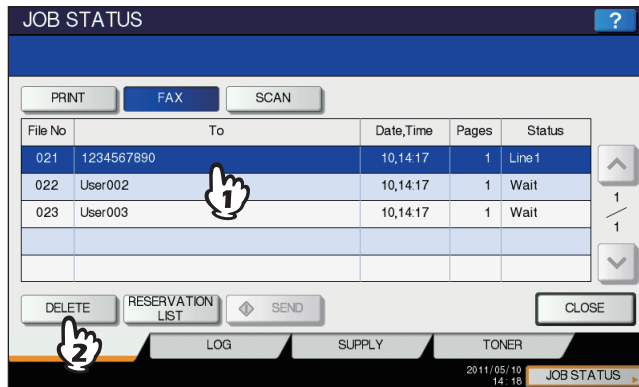 JOB STATUS
?
PRINT FAX SCAN
File No To Date,Time Pages Status
021 1234567890 10,14:17 1 Line1
022 User002 10,14:17 1 Wait
023 User003 10,14:17 1 Wait
1
1
1
DELETE RESERVATION LIST SEND CLOSE
2
LOG SUPPLY TONER
2011/05/10
14:18 JOB STATUS